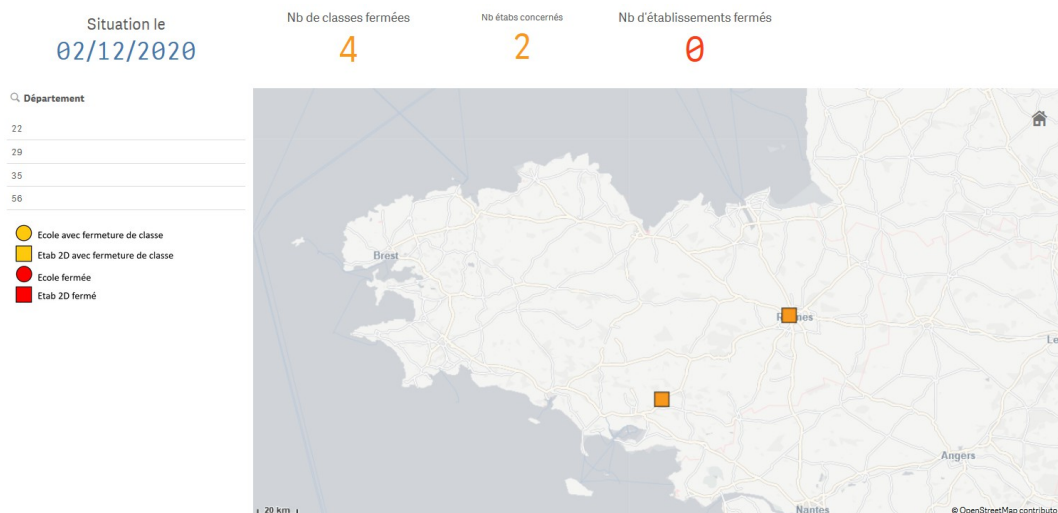 Situation le
02/12/2020
Nb de classes fermées
4
Nb étabs concernés
2
Nb d'établissements fermés
0
Département
22
29
35
56
Ecole avec fermeture de classe
Etab 2D avec fermeture de classe
Ecole fermée
Etab 2D fermé
Brest
Le
Angers
Nantes
20 km
© OpenStreetMap contributo